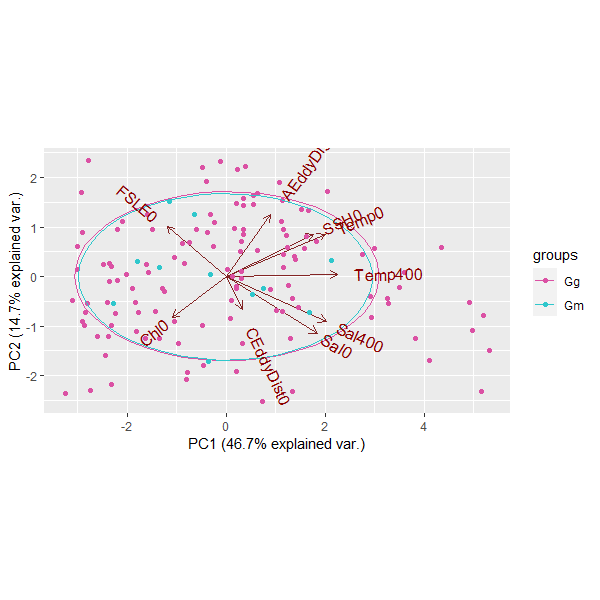 AEddyDis
FSLE0
SSH0
Temp0
Temp400
Chl0
Sal400
Sal0
CEddyDist0
2
1
0
-1
-2
-2
0
2
4
PC1 (46.7% explained var.)
PC2 (14.7% explained var.)
groups
Gg
Gm